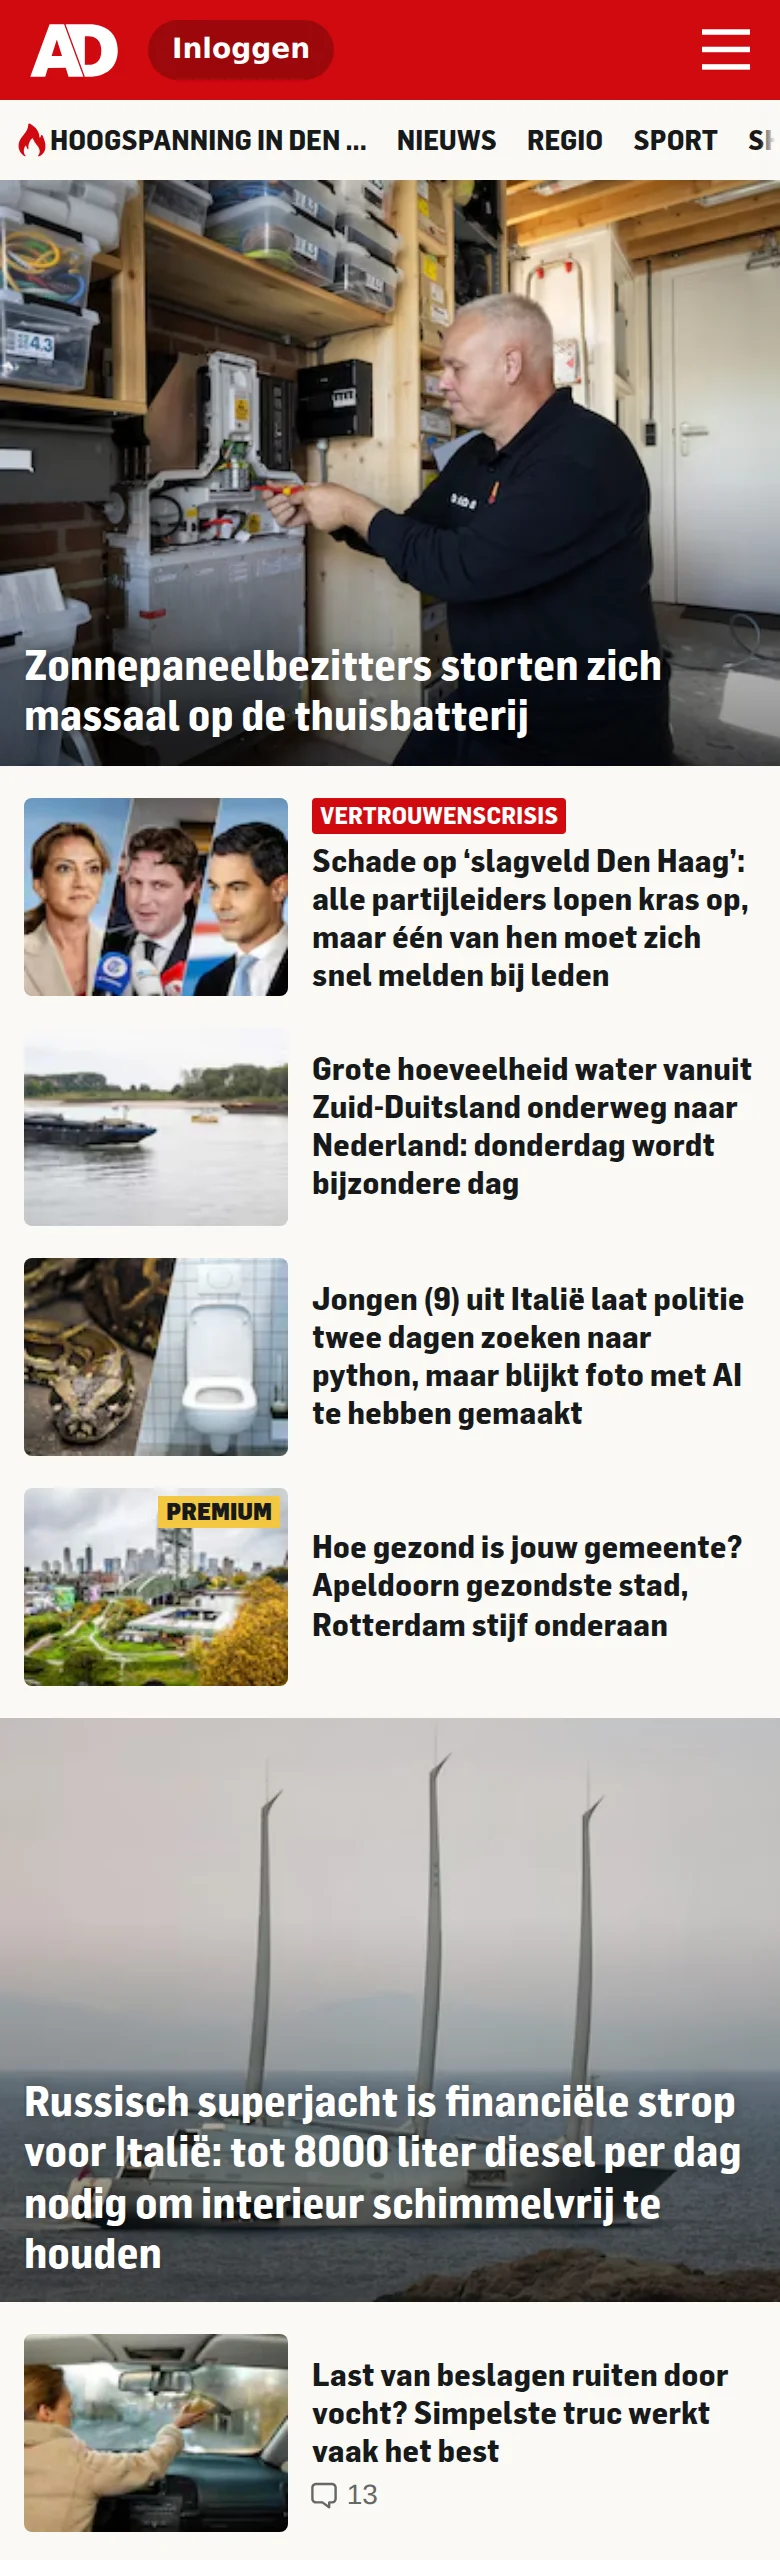 AD
Inloggen
HOOGSPANNING IN DEN ... NIEUWS REGIO SPORT
4.3
Zonnepaneelbezitters storten zich
massaal op de thuisbatterij
VERTROUWENSCRISIS
Schade op ‘slagveld Den Haag’:
alle partijleiders lopen kras op,
maar één van hen moet zich
snel melden bij leden
Grote hoeveelheid water vanuit
Zuid-Duitsland onderweg naar
Nederland: donderdag wordt
bijzondere dag
Jongen (9) uit Italië laat politie
twee dagen zoeken naar
python, maar blijkt foto met AI
te hebben gemaakt
PREMIUM
Hoe gezond is jouw gemeente?
Apeldoorn gezondste stad,
Rotterdam stijf onderaan
Russisch superjacht is financiële strop
voor Italië: tot 8000 liter diesel per dag
nodig om interieur schimmelvrij te
houden
Last van beslagen ruiten door
vocht? Simpelste truc werkt
vaak het best
13